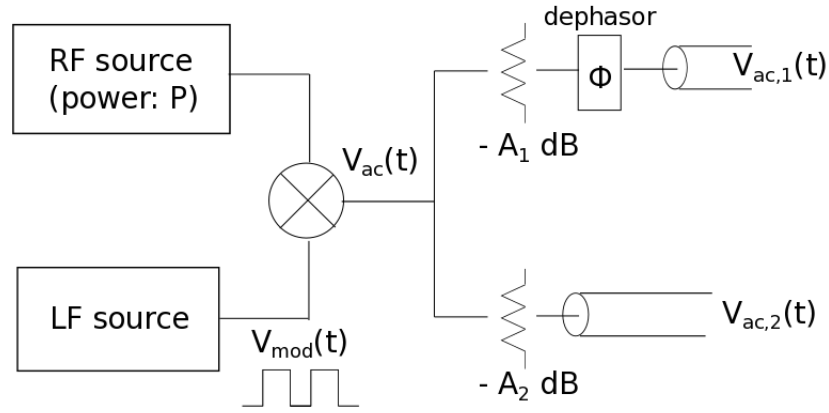 dephasor
RF source
(power: P)
Φ
V_ac,1(t)
V_ac(t)
- A_1 dB
LF source
V_mod(t)
V_ac,2(t)
- A_2 dB